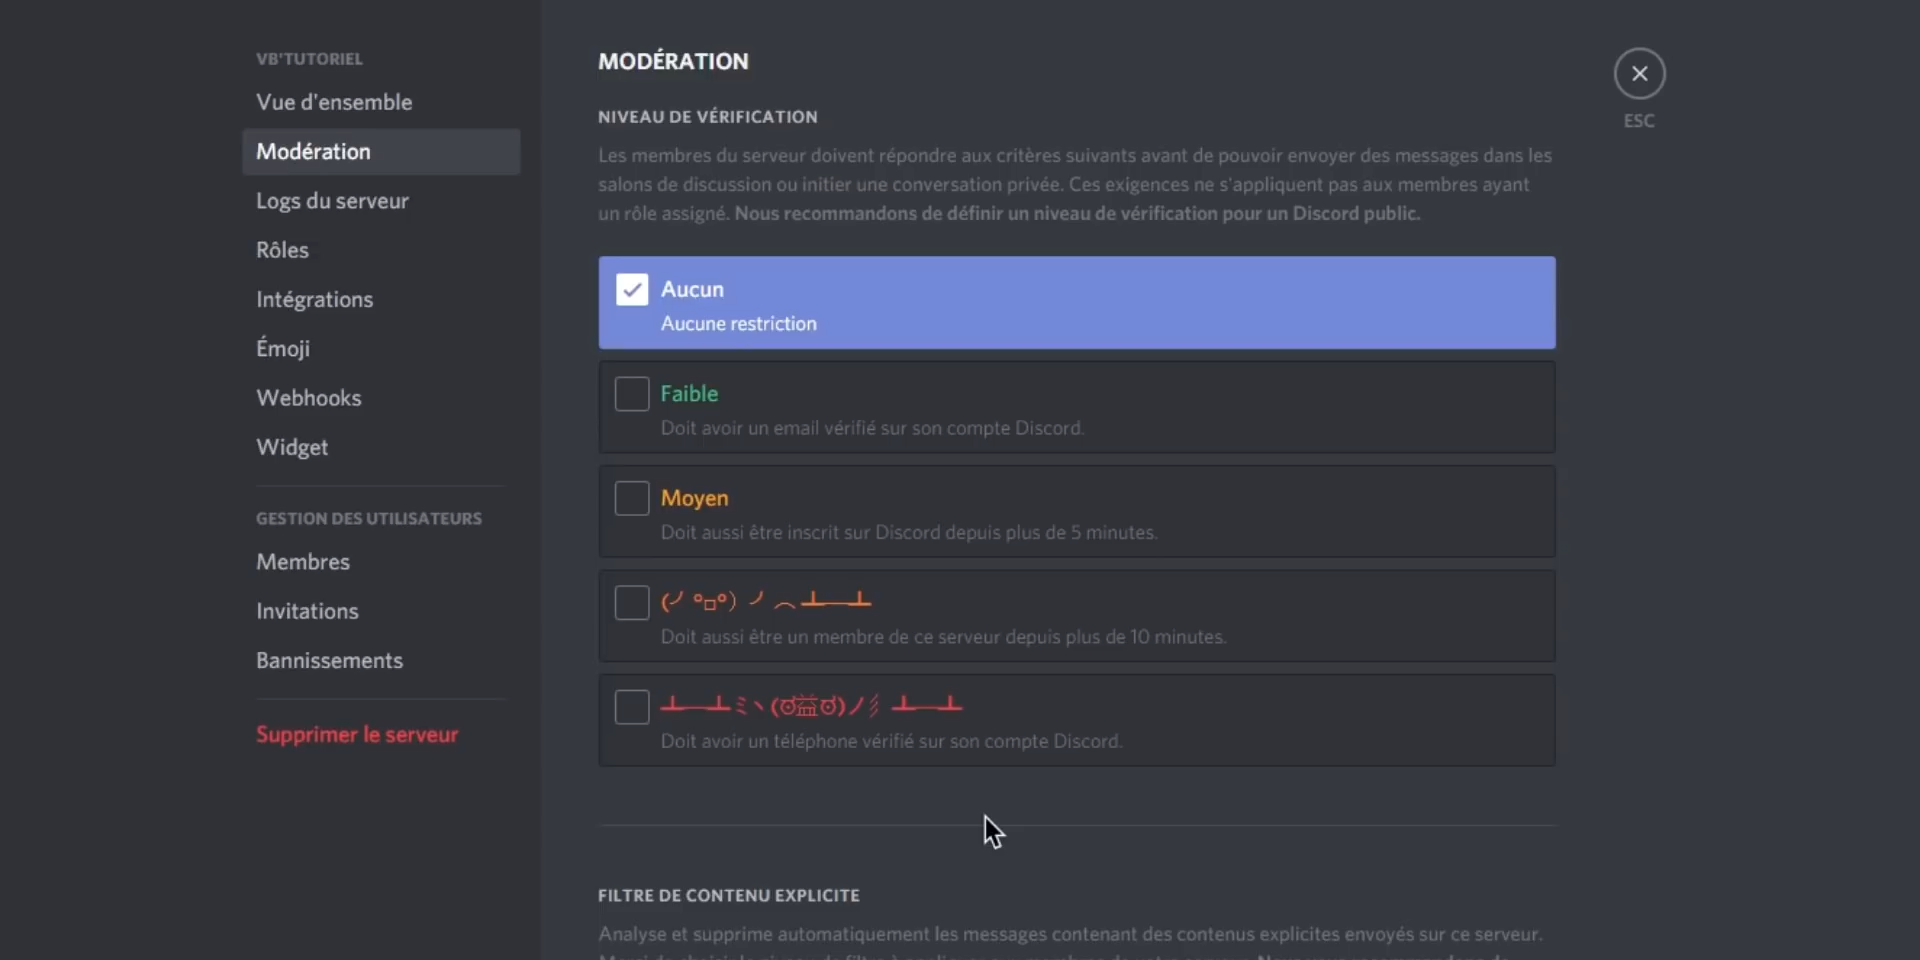 VB'TUTORIEL
Vue d'ensemble
Modération
Logs du serveur
Rôles
Intégrations
Émoji
Webhooks
Widget
GESTION DES UTILISATEURS
Membres
Invitations
Bannissements
Supprimer le serveur
MODÉRATION
NIVEAU DE VÉRIFICATION
Les membres du serveur doivent répondre aux critères suivants avant de pouvoir envoyer des messages dans les
salons de discussion ou initier une conversation privée. Ces exigences ne s'appliquent pas aux membres ayant
un rôle assigné. Nous recommandons de définir un niveau de vérification pour un Discord public.
Aucun
Aucune restriction
Faible
Doit avoir un email vérifié sur son compte Discord.
Moyen
Doit aussi être inscrit sur Discord depuis plus de 5 minutes.
(╯°□°）╯︵ ┻━┻
Doit aussi être un membre de ce serveur depuis plus de 10 minutes.
┻━┻ミヽ(ಠ益ಠ)ノ彡┻━┻
Doit avoir un téléphone vérifié sur son compte Discord.
FILTRE DE CONTENU EXPLICITE
Analyse et supprime automatiquement les messages contenant des contenus explicites envoyés sur ce serveur.
ESC